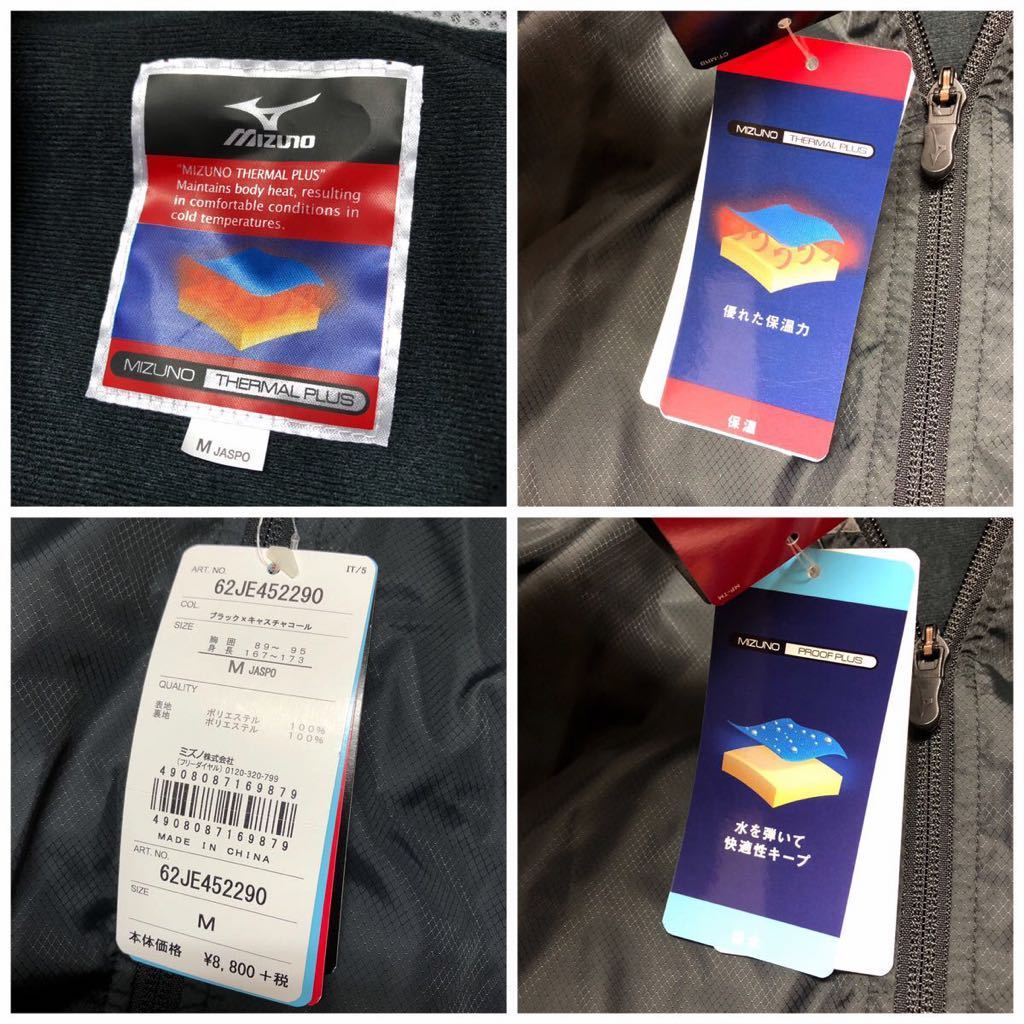 MIZUNO
"MIZUNO THERMAL PLUS"
Maintains body heat, resulting
in comfortable conditions in
cold temperatures.
MIZUNO THERMAL PLUS
M JASPO
CT-MRB
MIZUNO THERMAL PLUS
優れた保温力
保温
ART. NO. IT/5
62JE452290
COL.
ブラック×キャスチャコール
SIZE
胸囲 89~ 95
身長 167~173
M JASPO
QUALITY
表地 ポリエステル 100%
裏地 ポリエステル 100%
ミズノ株式会社
(フリーダイヤル) 0120-320-799
4908087169879
4908087169879
MADE IN CHINA
ART. NO.
62JE452290
SIZE
M
本体価格 ¥8,800+税
MP-TM
MIZUNO PROOF PLUS
水を弾いて
快適性キープ